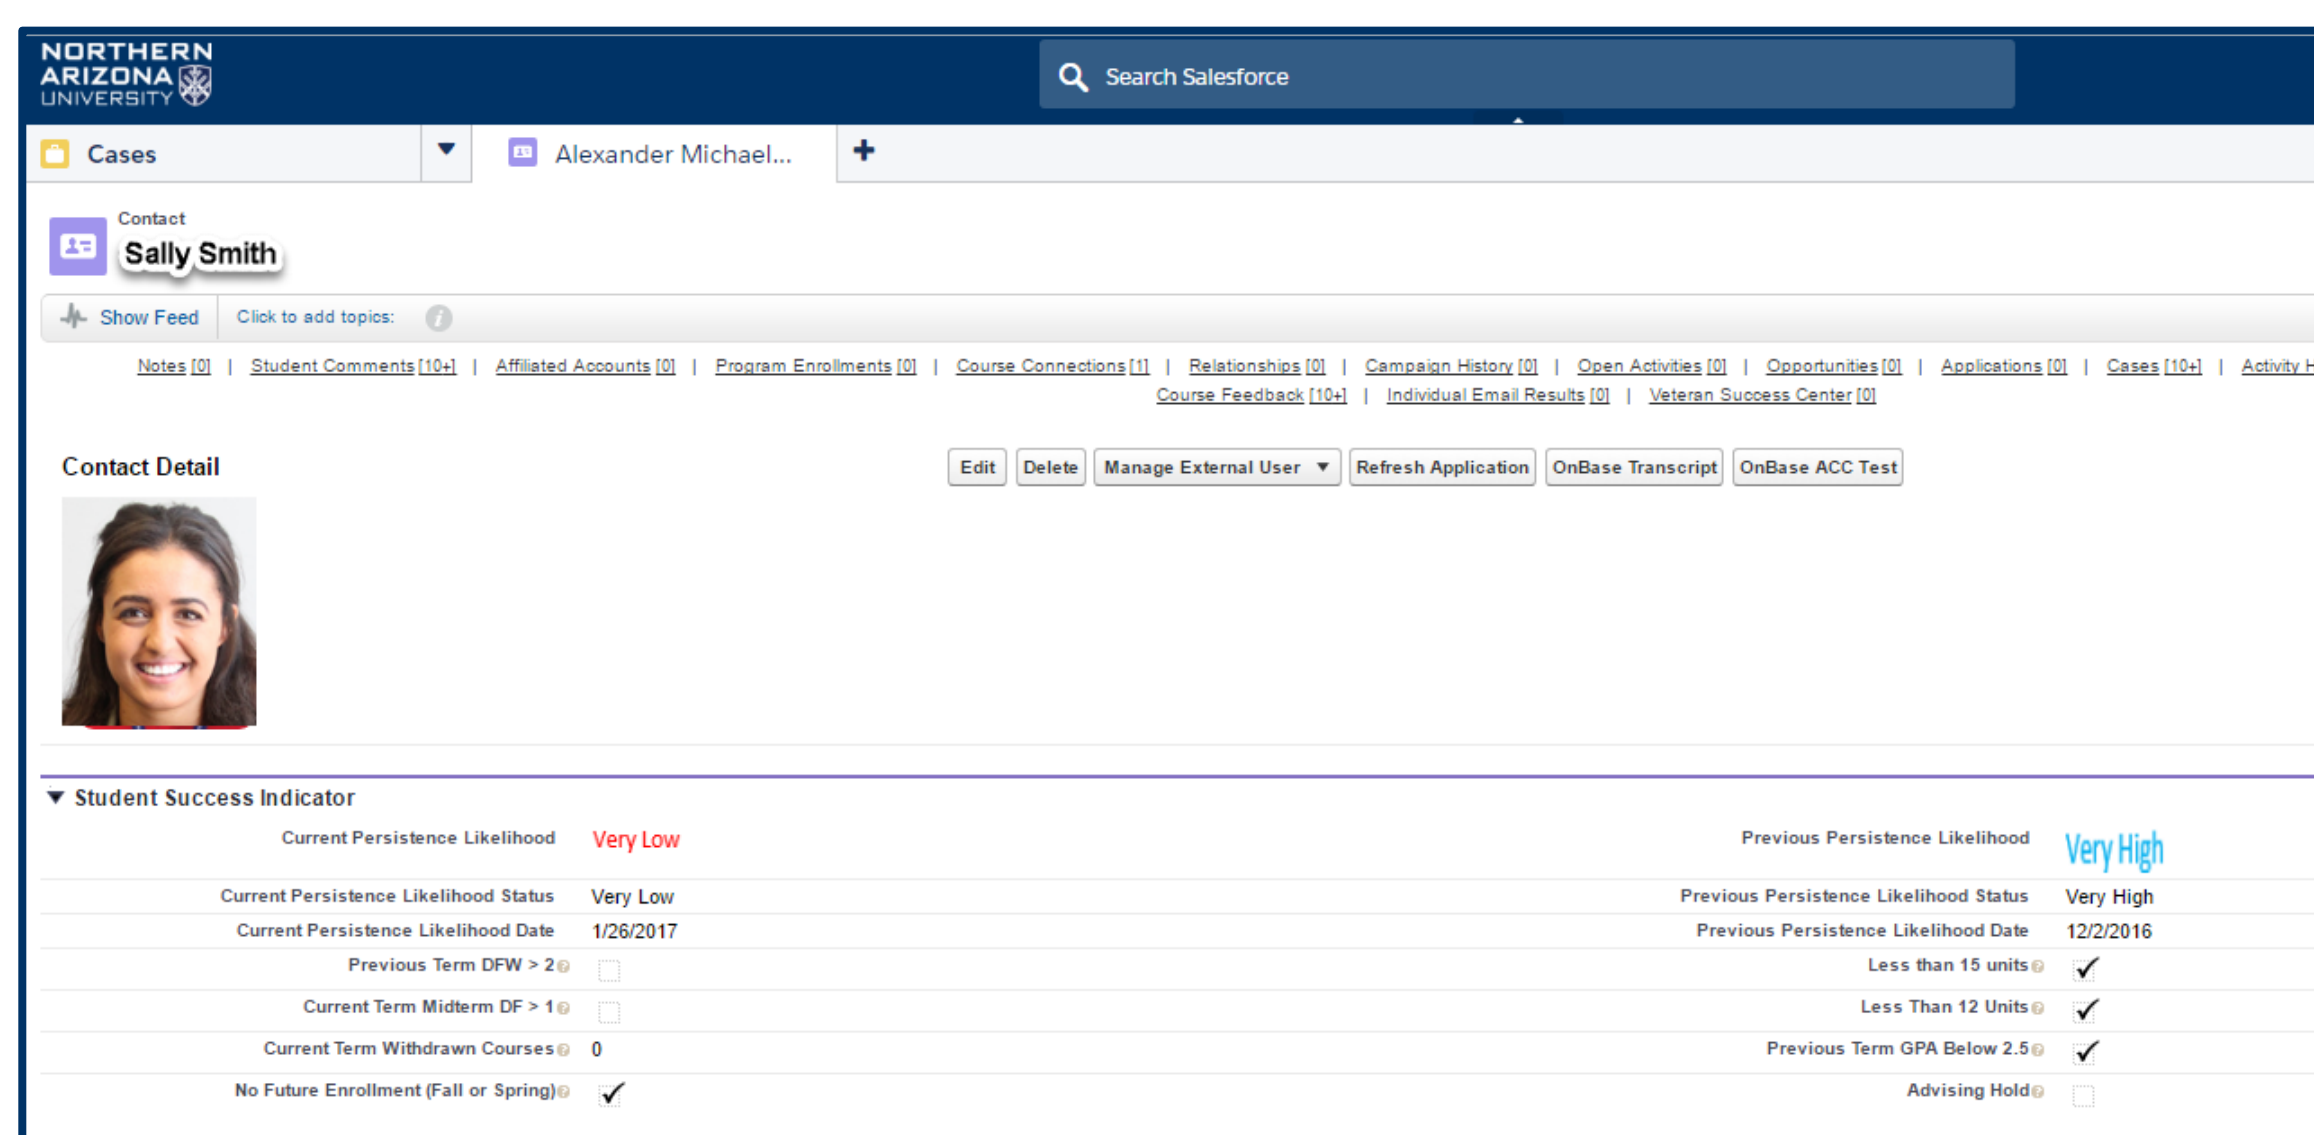 NORTHERN
ARIZONA
UNIVERSITY
Search Salesforce
Cases
Alexander Michael...
Contact
Sally Smith
Show Feed Click to add topics:
Notes [0] | Student Comments [10+] | Affiliated Accounts [0] | Program Enrollments [0] | Course Connections [1] | Relationships [0] | Campaign History [0] | Open Activities [0] | Opportunities [0] | Applications [0] | Cases [10+] | Activity H
Course Feedback [10+] | Individual Email Results [0] | Veteran Success Center [0]
Contact Detail Edit Delete Manage External User Refresh Application OnBase Transcript OnBase ACC Test
Student Success Indicator
Current Persistence Likelihood Very Low Previous Persistence Likelihood Very High
Current Persistence Likelihood Status Very Low Previous Persistence Likelihood Status Very High
Current Persistence Likelihood Date 1/26/2017 Previous Persistence Likelihood Date 12/2/2016
Previous Term DFW > 2 Less than 15 units
Current Term Midterm DF > 1 Less Than 12 Units
Current Term Withdrawn Courses 0 Previous Term GPA Below 2.5
No Future Enrollment (Fall or Spring) Advising Hold